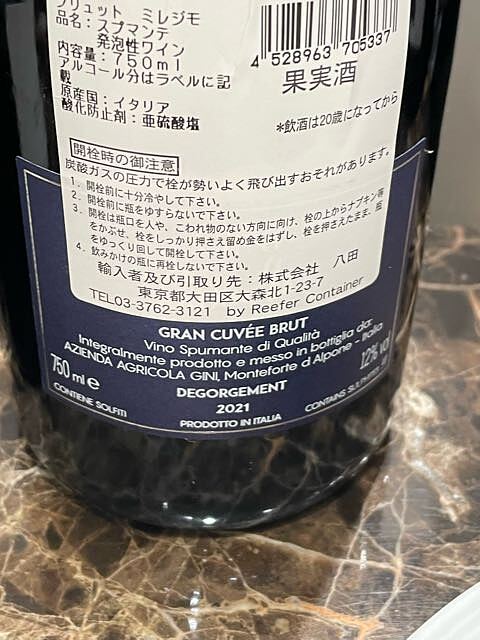 ブリュット ミレジモ
品名：スプマンテ
発泡性ワイン
内容量：750ml
アルコール分はラベルに記
載
原産国：イタリア
酸化防止剤：亜硫酸塩
4 528963 705337
果実酒
*飲酒は20歳になってから
開栓時の御注意
炭酸ガスの圧力で栓が勢いよく飛び出すおそれがあります。
1. 開栓前に十分冷やして下さい。
2. 開栓前に瓶をゆすらないで下さい。
3. 開栓は瓶口を人や、こわれ物のない方向に向け、栓の上からナプキン等
をかぶせ、栓をしっかり押さえ留め金をはずし、栓を押さえたまま、瓶
をゆっくり回して開栓して下さい。
4. 飲みかけの瓶に再栓しないで下さい。
輸入者及び引取り先：株式会社 八田
東京都大田区大森北1-23-7
TEL03-3762-3121 by Reefer Container
GRAN CUVÉE BRUT
Vino Spumante di Qualità
Integralmente prodotto e messo in bottiglia da:
AZIENDA AGRICOLA GINI, Monteforte d'Alpone - Italia
750 ml e
12% vol
DEGORGEMENT
2021
CONTIENE SOLFITI
CONTAINS
PRODOTTO IN ITALIA